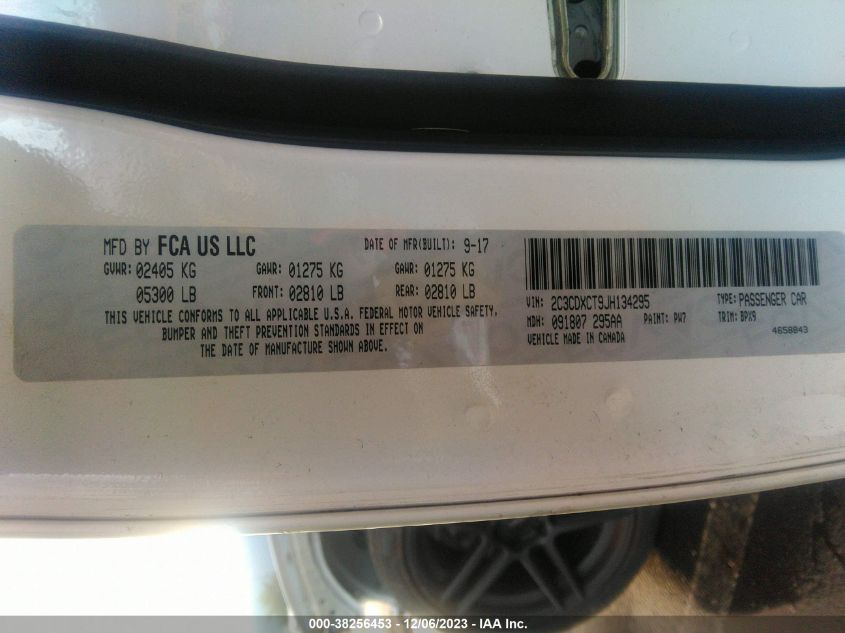 MFD BY FCA US LLC DATE OF MFR(BUILT): 9-17
GVWR: 02405 KG GAWR: 01275 KG GAWR: 01275 KG
05300 LB FRONT: 02810 LB REAR: 02810 LB
THIS VEHICLE CONFORMS TO ALL APPLICABLE U.S.A. FEDERAL MOTOR VEHICLE SAFETY,
BUMPER AND THEFT PREVENTION STANDARDS IN EFFECT ON
THE DATE OF MANUFACTURE SHOWN ABOVE.
VIN: 2C3CDXCT9JH134295 TYPE: PASSENGER CAR
MDH: 091807 295AA PAINT: PW7 TRIM: BPX9
VEHICLE MADE IN CANADA 4658843
000-38256453 - 12/06/2023 - IAA Inc.